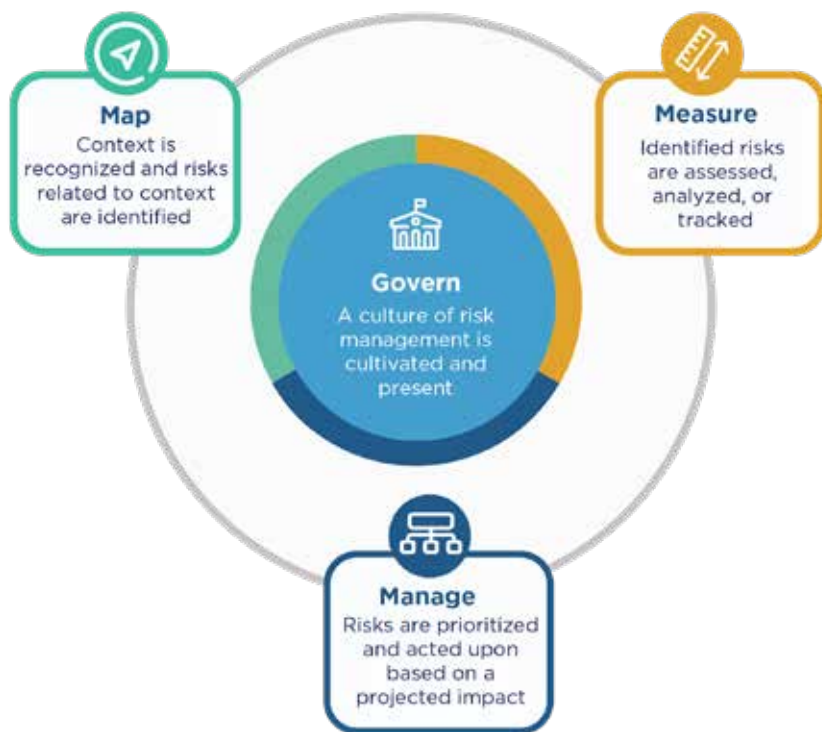 Map
Context is
recognized and risks
related to context
are identified
Measure
Identified risks
are assessed,
analyzed, or
tracked
Govern
A culture of risk
management is
cultivated and
present
Manage
Risks are prioritized
and acted upon
based on a
projected impact